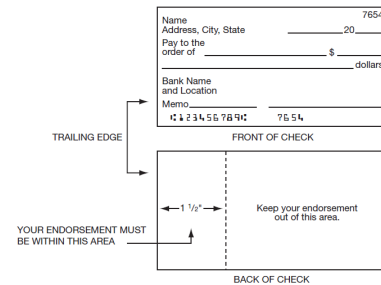 7654
Name
Address, City, State 20
Pay to the
order of $
dollars
Bank Name
and Location
Memo
⑆123456789⑆ 7654
TRAILING EDGE
FRONT OF CHECK
1 1/2"
Keep your endorsement
out of this area.
YOUR ENDORSEMENT MUST
BE WITHIN THIS AREA
BACK OF CHECK